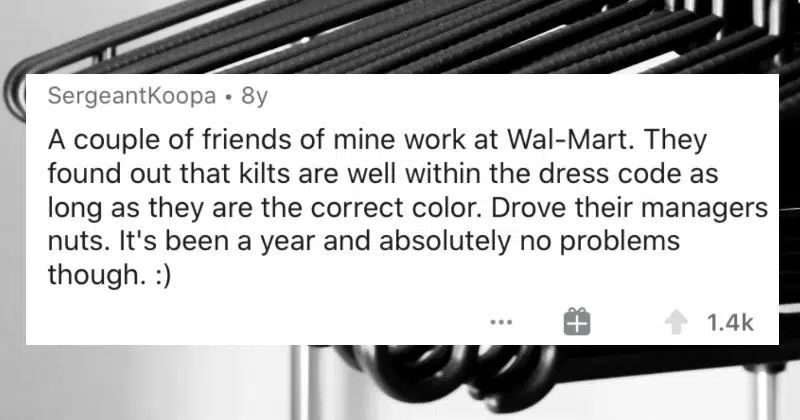 SergeantKoopa • 8y
A couple of friends of mine work at Wal-Mart. They
found out that kilts are well within the dress code as
long as they are the correct color. Drove their managers
nuts. It's been a year and absolutely no problems
though. :)
... 1.4k